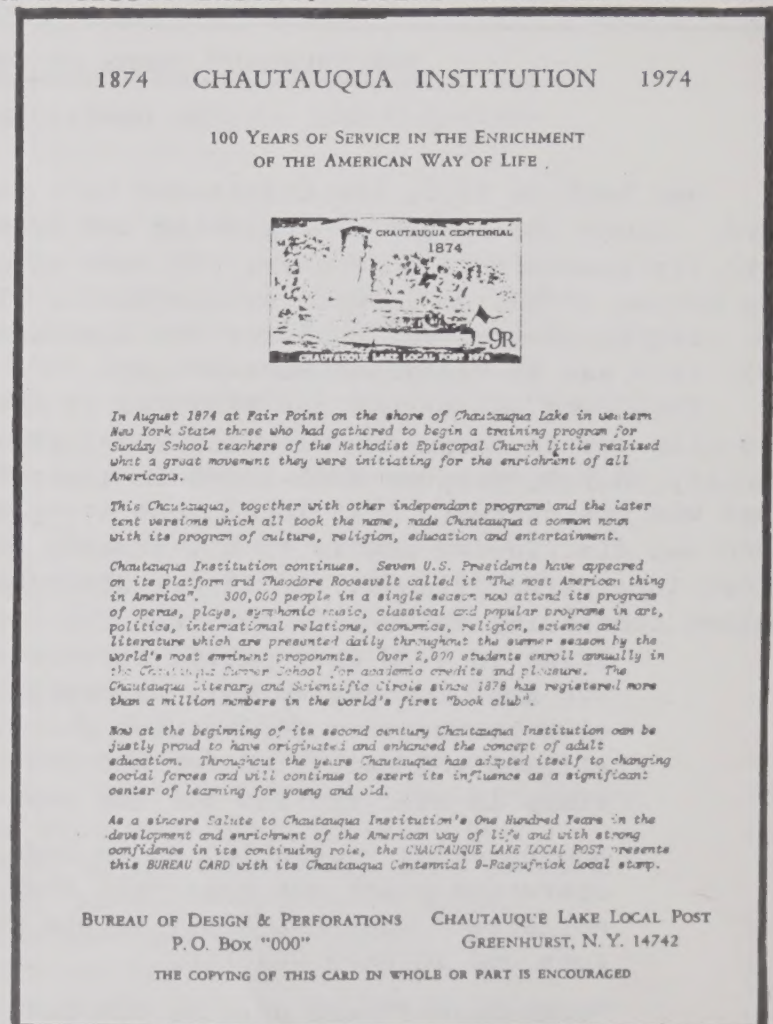 1874 CHAUTAUQUA INSTITUTION 1974
100 YEARS OF SERVICE IN THE ENRICHMENT
OF THE AMERICAN WAY OF LIFE
CHAUTAUQUA CENTENNIAL
1874
9R
CHAUTAUQUE LAKE LOCAL POST 1974
In August 1874 at Fair Point on the shore of Chautauqua Lake in western
New York State those who had gathered to begin a training program for
Sunday School teachers of the Methodist Episcopal Church little realized
what a great movement they were initiating for the enrichment of all
Americans.
This Chautauqua, together with other independant programs and the later
tent versions which all took the name, made Chautauqua a common noun
with its program of culture, religion, education and entertainment.
Chautauqua Institution continues. Seven U.S. Presidents have appeared
on its platform and Theodore Roosevelt called it "The most American thing
in America". 300,000 people in a single season now attend its programs
of operas, plays, symphonic music, classical and popular programs in art,
politics, international relations, economics, religion, science and
literature which are presented daily throughout the summer season by the
world's most eminent proponents. Over 2,000 students enroll annually in
the Chautauqua Summer School for academic credits and pleasure. The
Chautauqua Literary and Scientific Circle since 1878 has registered more
than a million members in the world's first "book club".
Now at the beginning of its second century Chautauqua Institution can be
justly proud to have originated and enhanced the concept of adult
education. Throughout the years Chautauqua has adapted itself to changing
social forces and will continue to exert its influence as a significant
center of learning for young and old.
As a sincere Salute to Chautauqua Institution's One Hundred Years in the
development and enrichment of the American way of life and with strong
confidence in its continuing role, the CHAUTAUQUE LAKE LOCAL POST presents
this BUREAU CARD with its Chautauqua Centennial 9-Paspufniak Local stamp.
BUREAU OF DESIGN & PERFORATIONS CHAUTAUQUE LAKE LOCAL POST
P. O. BOX "000" GREENHURST, N. Y. 14742
THE COPYING OF THIS CARD IN WHOLE OR PART IS ENCOURAGED